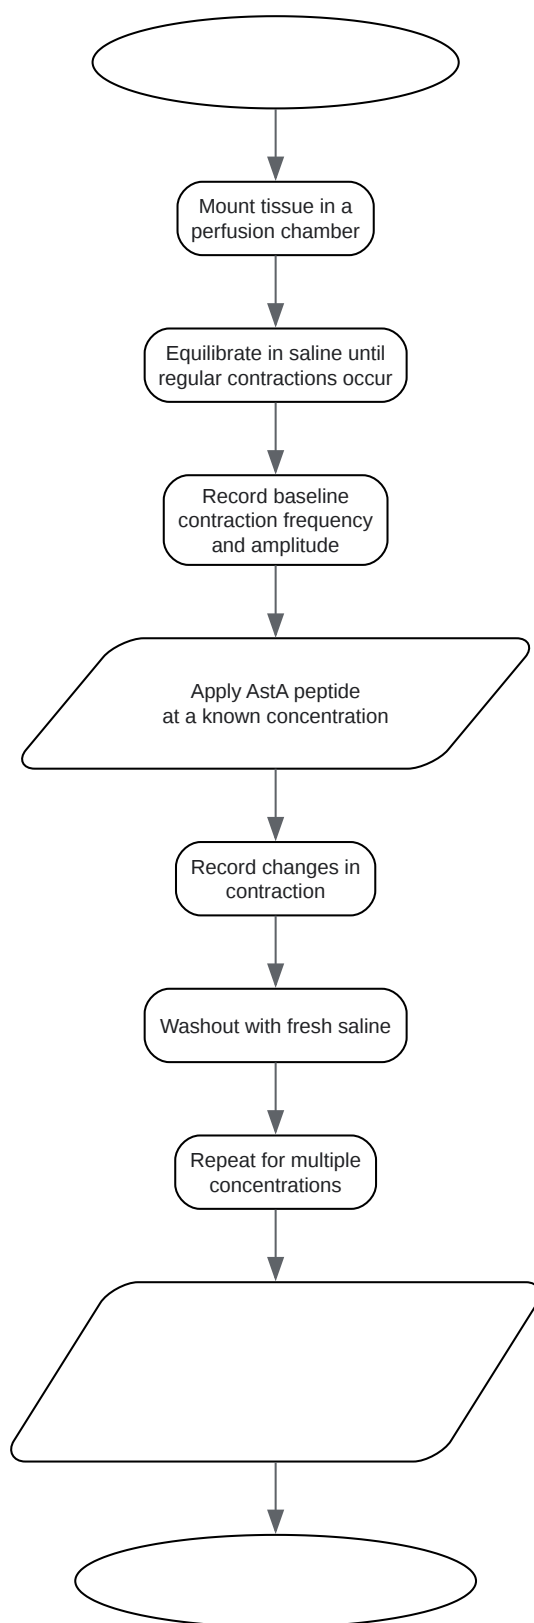 Mount tissue in a
perfusion chamber
Equilibrate in saline until
regular contractions occur
Record baseline
contraction frequency
and amplitude
Apply AstA peptide
at a known concentration
Record changes in
contraction
Washout with fresh saline
Repeat for multiple
concentrations